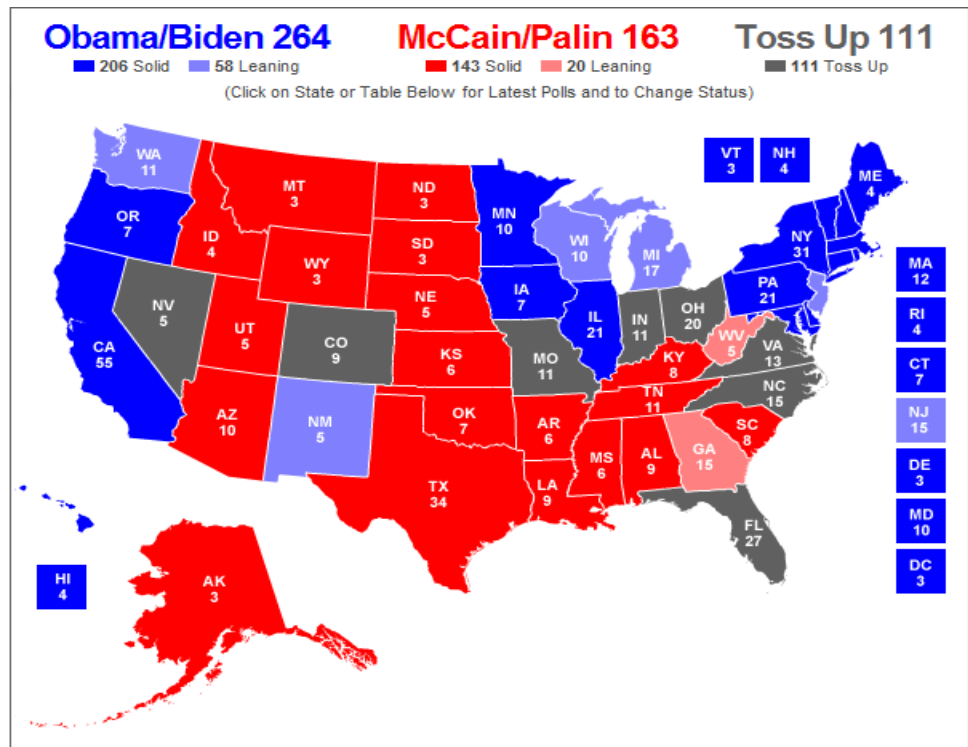 Obama/Biden 264 McCain/Palin 163 Toss Up 111
206 Solid 58 Leaning 143 Solid 20 Leaning 111 Toss Up
(Click on State or Table Below for Latest Polls and to Change Status)
WA
11
OR
7
CA
55
NV
5
ID
4
MT
3
WY
3
UT
5
AZ
10
CO
9
NM
5
ND
3
SD
3
NE
5
KS
6
OK
7
TX
34
MN
10
IA
7
MO
11
AR
6
LA
9
WI
10
IL
21
MI
17
IN
11
OH
20
KY
8
TN
11
MS
6
AL
9
GA
15
FL
27
SC
8
NC
15
VA
13
WV
5
PA
21
NY
31
ME
4
VT
3
NH
4
MA
12
RI
4
CT
7
NJ
15
DE
3
MD
10
DC
3
HI
4
AK
3